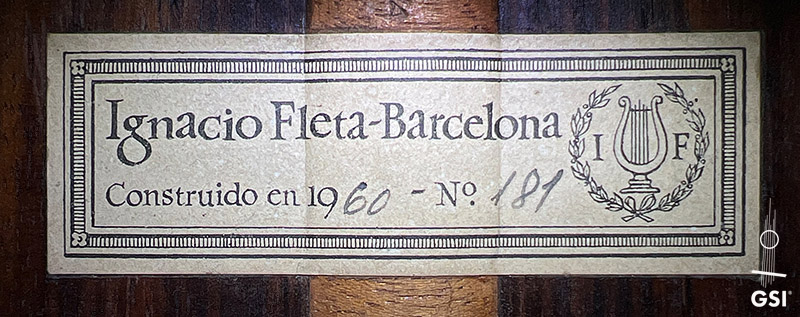 Ignacio Fleta-Barcelona
Construido en 1960 - Nº. 181
I F
GSI®